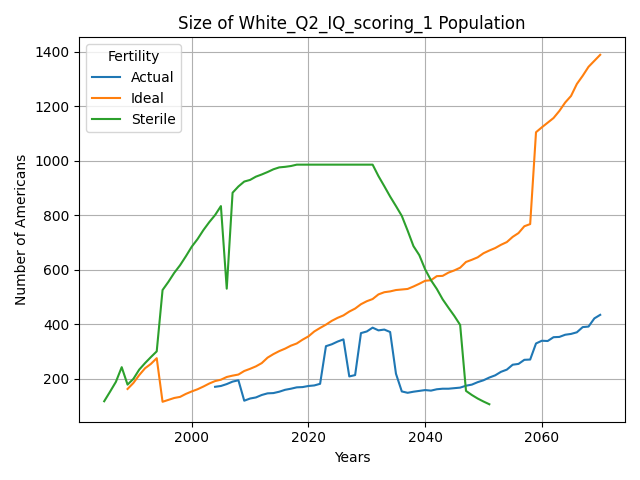 Size of White_Q2_IQ_scoring_1 Population
Fertility
Actual
Ideal
Sterile
Number of Americans
1400
1200
1000
800
600
400
200
2000
2020
2040
2060
Years